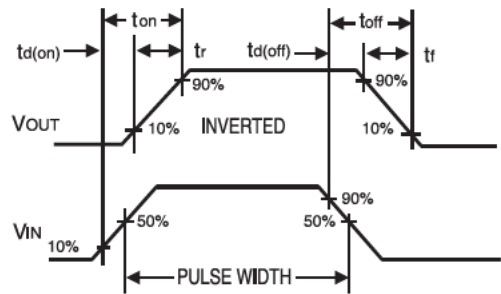 ton toff
td(on) tr td(off) tf
90% 90%
VOUT 10% INVERTED 10%
90%
50% 50%
VIN
10%
PULSE WIDTH